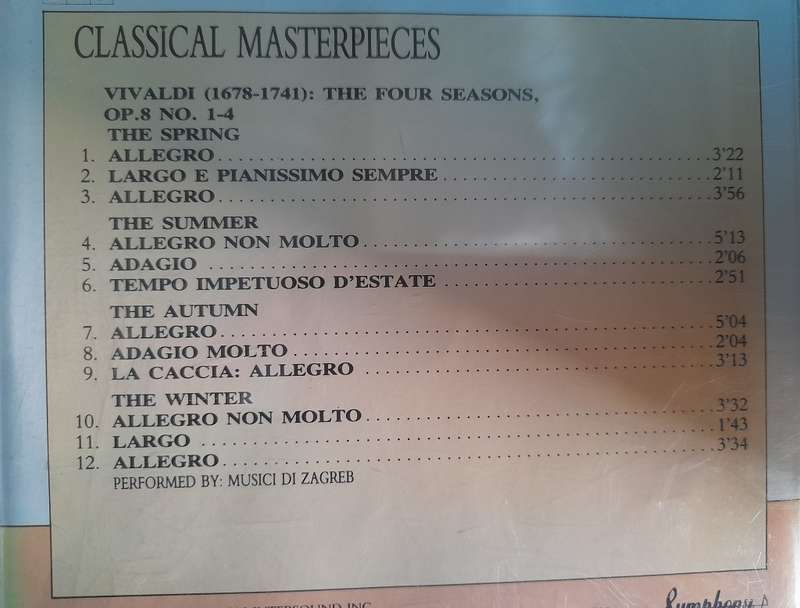 CLASSICAL MASTERPIECES
VIVALDI (1678-1741): THE FOUR SEASONS,
OP.8 NO. 1-4
THE SPRING
1. ALLEGRO 3'22
2. LARGO E PIANISSIMO SEMPRE 2'11
3. ALLEGRO 3'56
THE SUMMER
4. ALLEGRO NON MOLTO 5'13
5. ADAGIO 2'06
6. TEMPO IMPETUOSO D'ESTATE 2'51
THE AUTUMN
7. ALLEGRO 5'04
8. ADAGIO MOLTO 2'04
9. LA CACCIA: ALLEGRO 3'13
THE WINTER
10. ALLEGRO NON MOLTO 3'32
11. LARGO 1'43
12. ALLEGRO 3'34
PERFORMED BY: MUSICI DI ZAGREB
INTERSOUND INC
Symphony